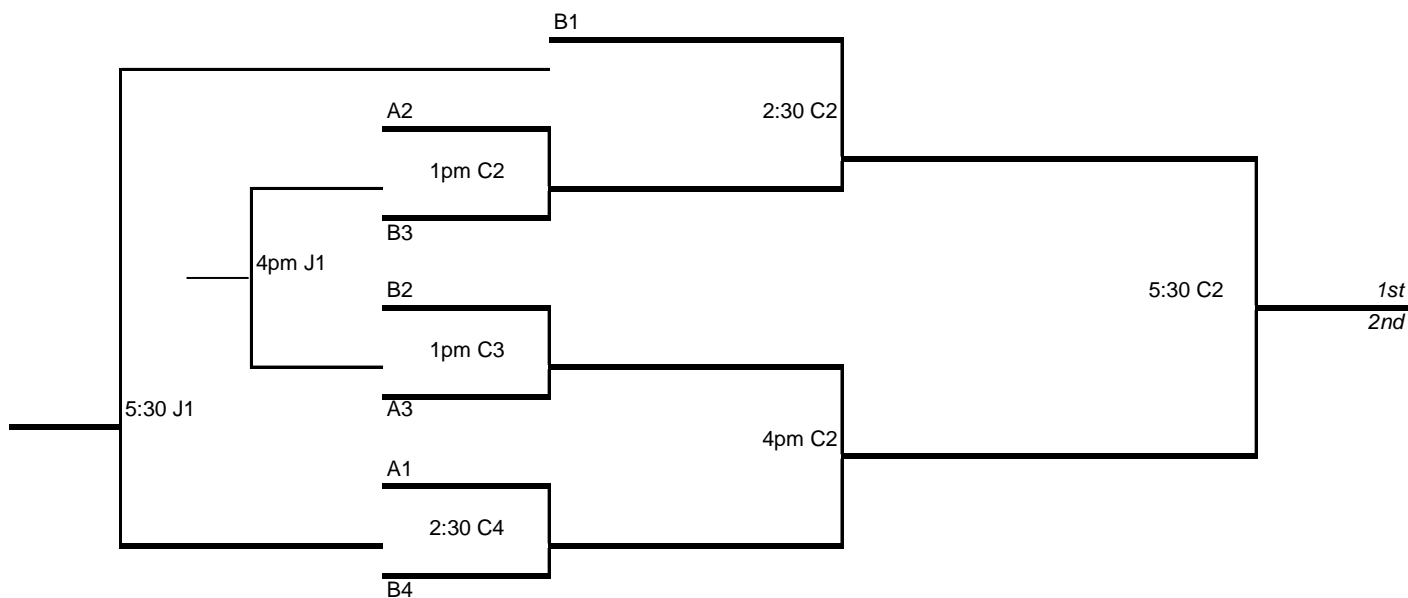 B1
A2
2:30 C2
1pm C2
B3
4pm J1
B2
5:30 C2
1st
2nd
1pm C3
A3
5:30 J1
4pm C2
A1
2:30 C4
B4